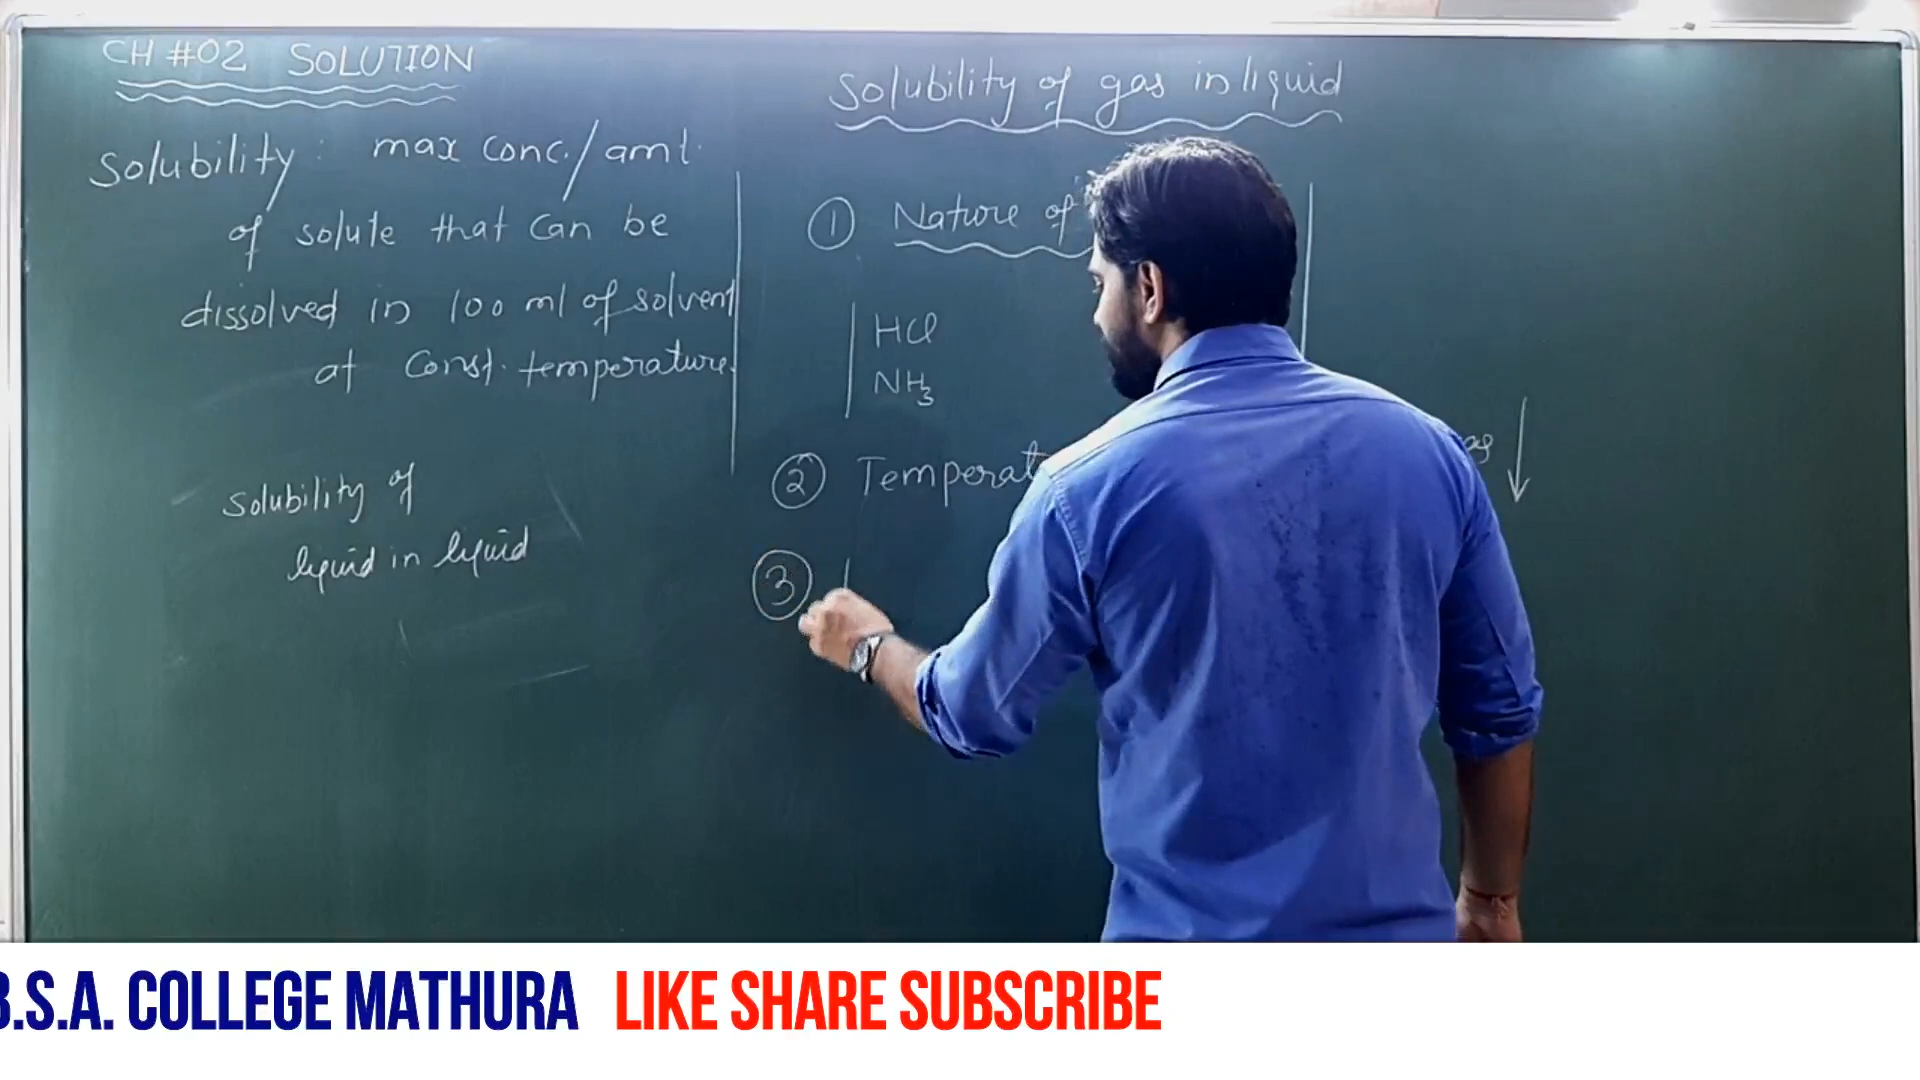 CH #02 SOLUTION
Solubility : max conc./amt.
of solute that can be
dissolved in 100 ml of solvent
at Const. temperature.
Solubility of
liquid in liquid
Solubility of gas in liquid
① Nature of
HCl
NH3
② Temperat
③
B.S.A. COLLEGE MATHURA LIKE SHARE SUBSCRIBE